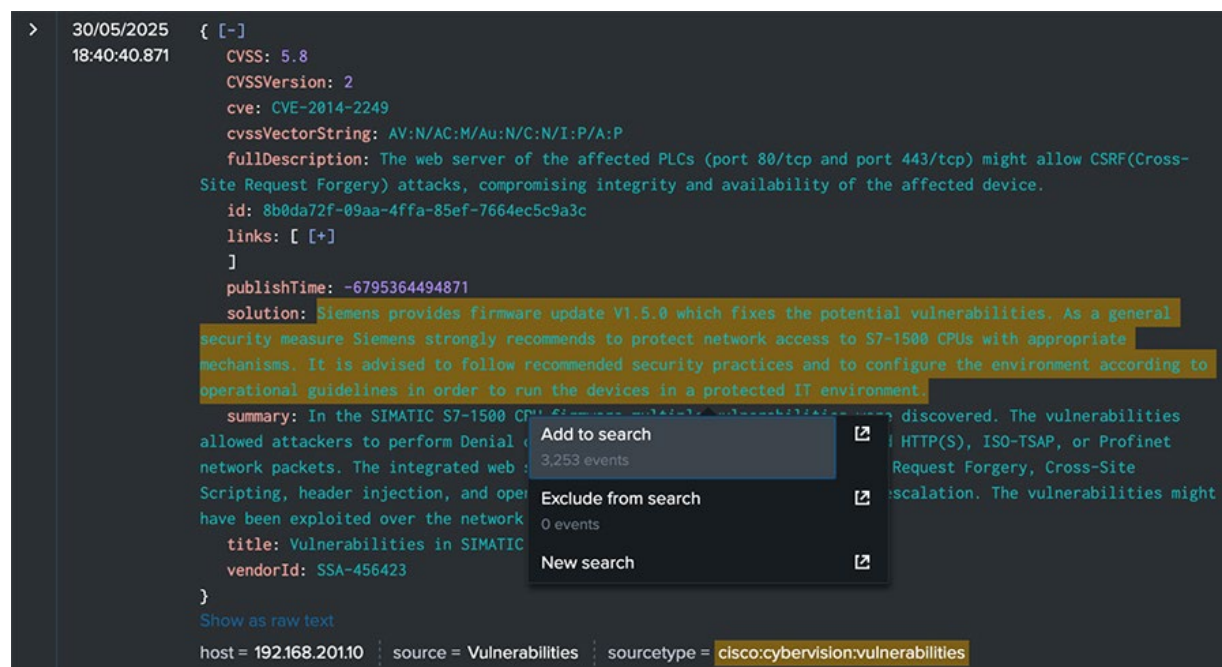 > 30/05/2025 { [-]
18:40:40.871 CVSS: 5.8
CVSSVersion: 2
cve: CVE-2014-2249
cvssVectorString: AV:N/AC:M/Au:N/C:N/I:P/A:P
fullDescription: The web server of the affected PLCs (port 80/tcp and port 443/tcp) might allow CSRF(Cross-
Site Request Forgery) attacks, compromising integrity and availability of the affected device.
id: 8b0da72f-09aa-4ffa-85ef-7664ec5c9a3c
links: [ [+]
]
publishTime: -6795364494871
solution: Siemens provides firmware update V1.5.0 which fixes the potential vulnerabilities. As a general
security measure Siemens strongly recommends to protect network access to S7-1500 CPUs with appropriate
mechanisms. It is advised to follow recommended security practices and to configure the environment according to
operational guidelines in order to run the devices in a protected IT environment.
summary: In the SIMATIC S7-1500 CPU firmware multiple vulnerabilities were discovered. The vulnerabilities
allowed attackers to perform Denial HTTP(S), ISO-TSAP, or Profinet
network packets. The integrated web Request Forgery, Cross-Site
Scripting, header injection, and scalation. The vulnerabilities might
have been exploited over the network
title: Vulnerabilities in SIMATIC
vendorId: SSA-456423
}
Add to search
3,253 events
Exclude from search
0 events
New search
Show as raw text
host = 192.168.201.10 source = Vulnerabilities sourcetype = cisco:cybervision:vulnerabilities